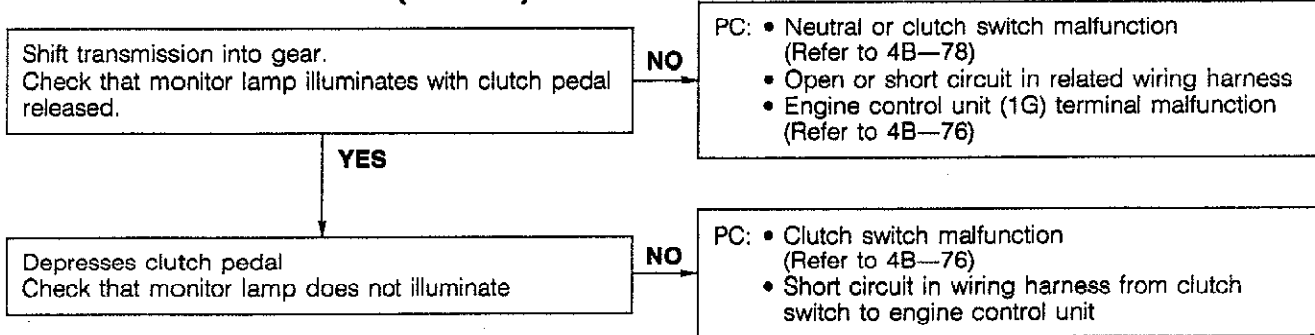 Shift transmission into gear.
Check that monitor lamp illuminates with clutch pedal
released.
NO
PC: • Neutral or clutch switch malfunction
(Refer to 4B—78)
• Open or short circuit in related wiring harness
• Engine control unit (1G) terminal malfunction
(Refer to 4B—76)
YES
Depresses clutch pedal
Check that monitor lamp does not illuminate
NO
PC: • Clutch switch malfunction
(Refer to 4B—76)
• Short circuit in wiring harness from clutch
switch to engine control unit